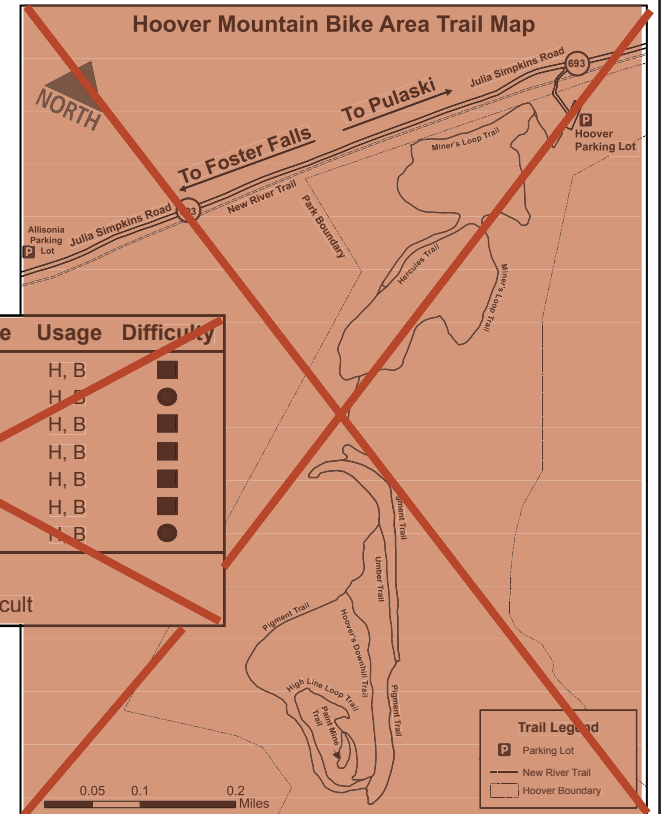 Hoover Mountain Bike Area Trail Map
NORTH
693
Julia Simpkins Road
To Pulaski
To Foster Falls
P
Hoover
Parking Lot
Miner's Loop Trail
New River Trail
Park Boundary
Julia Simpkins Road
Allisonia
Parking
P Lot
Hercules Trail
Miner's Loop Trail
e Usage Difficulty
H, B
H, B
H, B
H, B
H, B
H, B
H, B
cult
gment Trail
Umber Trail
Pigment Trail
Hoover's Downhill Trail
High Line Loop Trail
Paint Mine
Trail
Pigment Trail
Trail Legend
P Parking Lot
New River Trail
Hoover Boundary
0.05 0.1 0.2
Miles